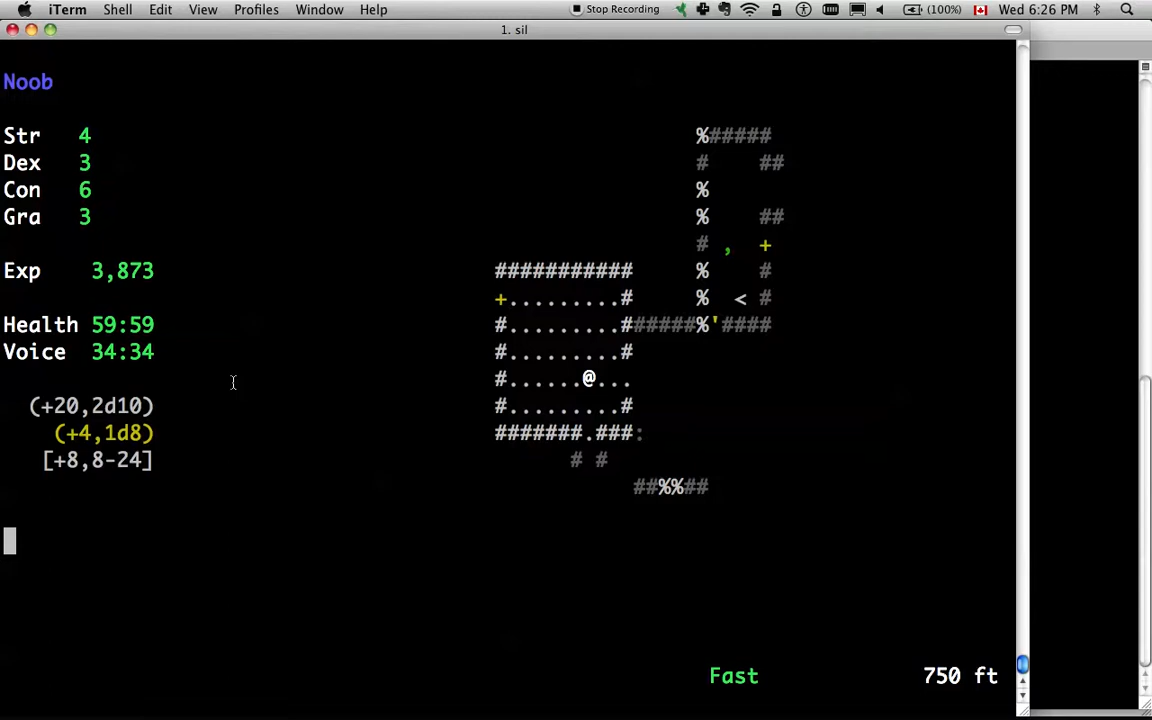 iTerm Shell Edit View Profiles Window Help Stop Recording (100%) Wed 6:26 PM
1. sil
Noob
Str 4 %#####
Dex 3 # ##
Con 6 %
Gra 3 % ##
# , +
Exp 3,873 ########### % #
+.........# % < #
Health 59:59 #.........#####%'####
Voice 34:34 #.........#
#......@...
(+20,2d10) #.........#
(+4,1d8) #######.###:
[+8,8-24] # #
##%%##
Fast 750 ft